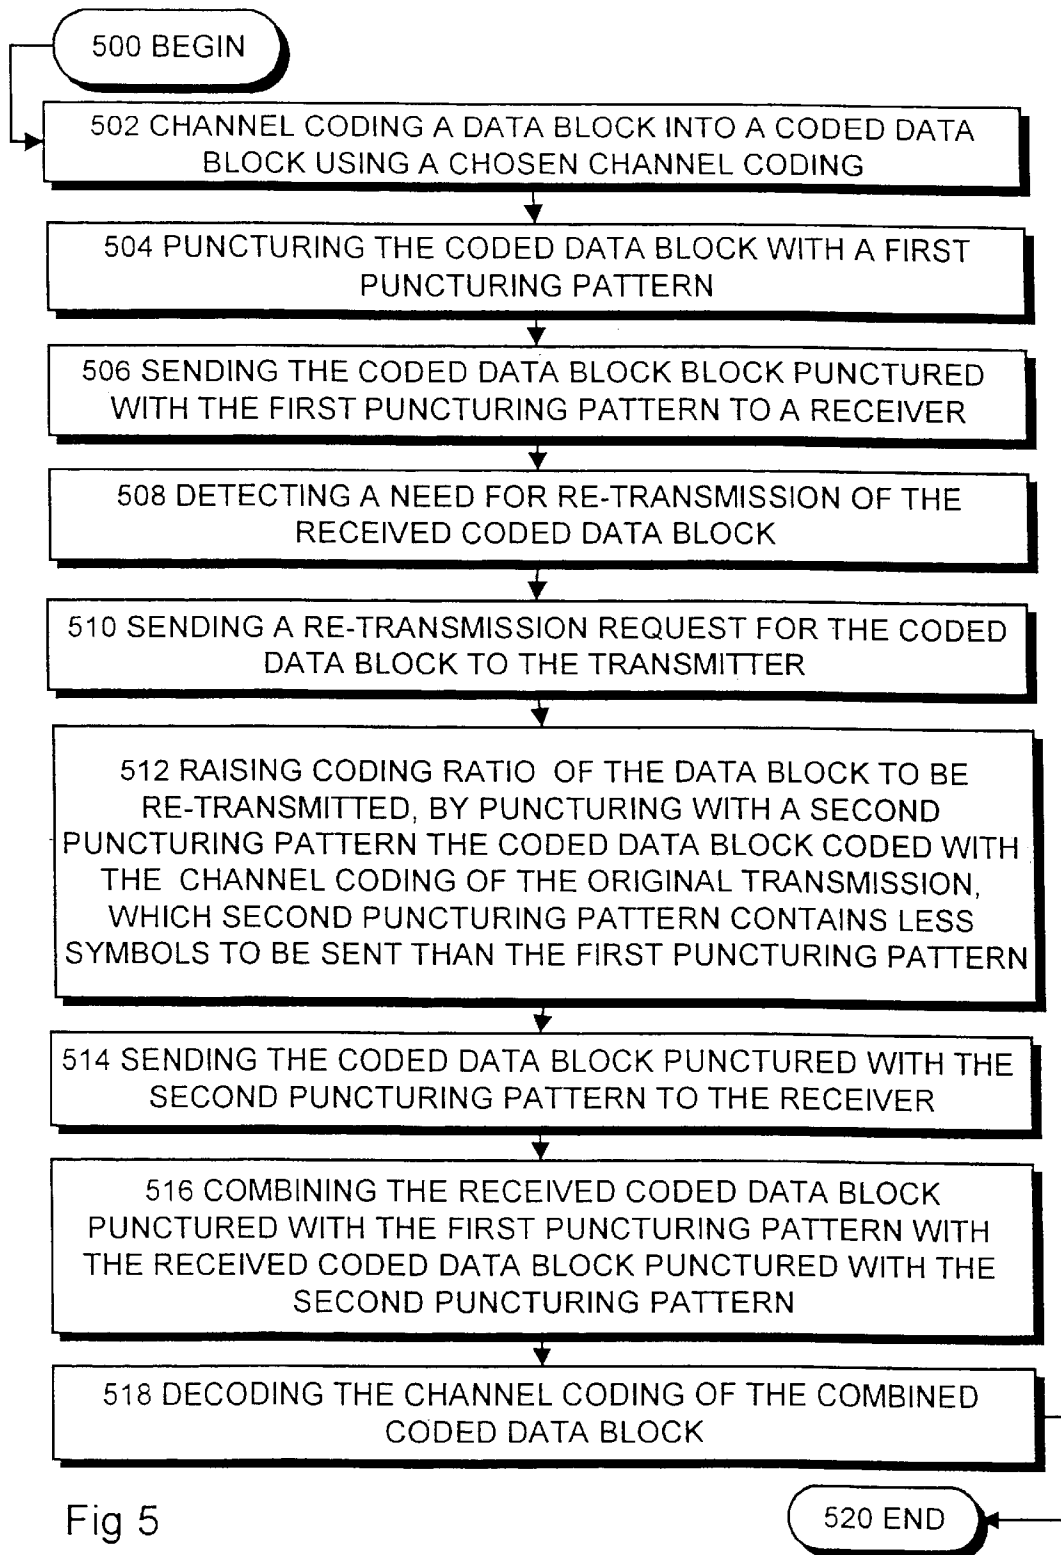 500 BEGIN
502 CHANNEL CODING A DATA BLOCK INTO A CODED DATA
BLOCK USING A CHOSEN CHANNEL CODING
504 PUNCTURING THE CODED DATA BLOCK WITH A FIRST
PUNCTURING PATTERN
506 SENDING THE CODED DATA BLOCK BLOCK PUNCTURED
WITH THE FIRST PUNCTURING PATTERN TO A RECEIVER
508 DETECTING A NEED FOR RE-TRANSMISSION OF THE
RECEIVED CODED DATA BLOCK
510 SENDING A RE-TRANSMISSION REQUEST FOR THE CODED
DATA BLOCK TO THE TRANSMITTER
512 RAISING CODING RATIO OF THE DATA BLOCK TO BE
RE-TRANSMITTED, BY PUNCTURING WITH A SECOND
PUNCTURING PATTERN THE CODED DATA BLOCK CODED WITH
THE CHANNEL CODING OF THE ORIGINAL TRANSMISSION,
WHICH SECOND PUNCTURING PATTERN CONTAINS LESS
SYMBOLS TO BE SENT THAN THE FIRST PUNCTURING PATTERN
514 SENDING THE CODED DATA BLOCK PUNCTURED WITH THE
SECOND PUNCTURING PATTERN TO THE RECEIVER
516 COMBINING THE RECEIVED CODED DATA BLOCK
PUNCTURED WITH THE FIRST PUNCTURING PATTERN WITH
THE RECEIVED CODED DATA BLOCK PUNCTURED WITH THE
SECOND PUNCTURING PATTERN
518 DECODING THE CHANNEL CODING OF THE COMBINED
CODED DATA BLOCK
520 END
Fig 5